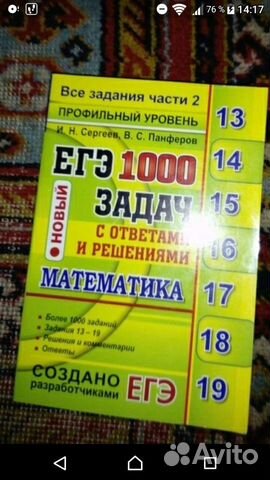 76 % 14:17
Все задания части 2
ПРОФИЛЬНЫЙ УРОВЕНЬ
И. Н. Сергеев, В. С. Панферов
ЕГЭ 1000
ЗАДАЧ
• НОВЫЙ
С ОТВЕТАМИ
И РЕШЕНИЯМИ
МАТЕМАТИКА
• Более 1000 заданий
• Задания 13 – 19
• Решения и комментарии
• Ответы
СОЗДАНО
разработчиками ЕГЭ
13
14
15
16
17
18
19
Avito